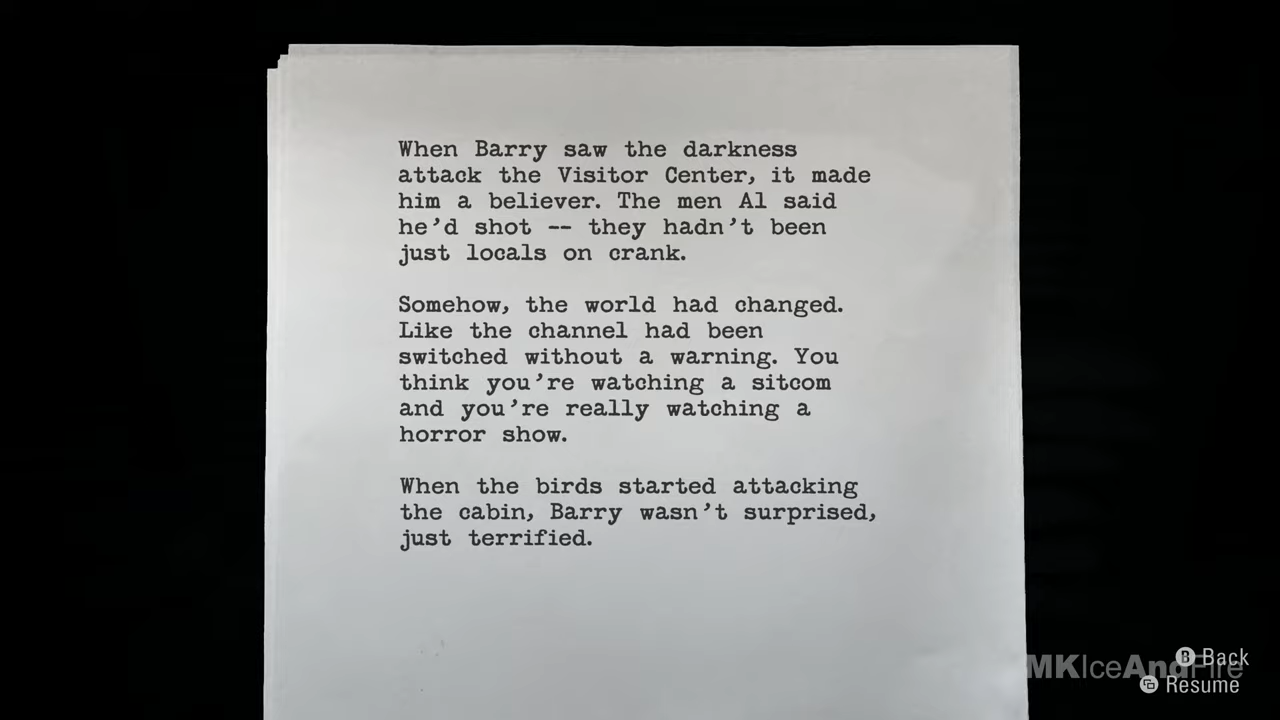 When Barry saw the darkness
attack the Visitor Center, it made
him a believer. The men Al said
he’d shot -- they hadn’t been
just locals on crank.
Somehow, the world had changed.
Like the channel had been
switched without a warning. You
think you’re watching a sitcom
and you’re really watching a
horror show.
When the birds started attacking
the cabin, Barry wasn’t surprised,
just terrified.
MKIceAndFire
B Back
Resume